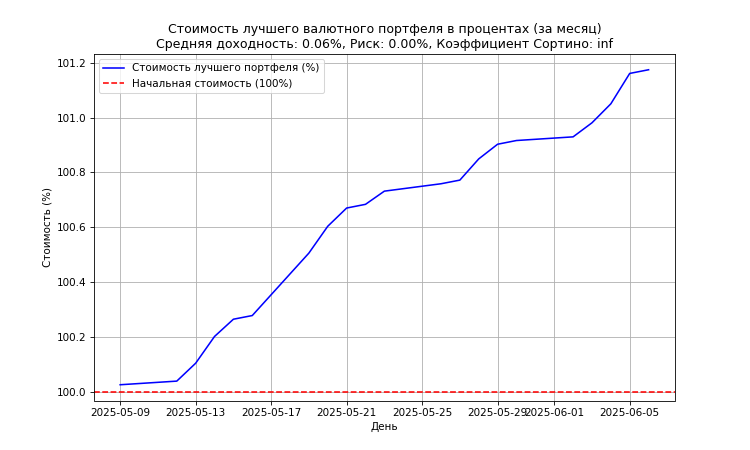 Стоимость лучшего валютного портфеля в процентах (за месяц)
Средняя доходность: 0.06%, Риск: 0.00%, Коэффициент Сортино: inf
Стоимость лучшего портфеля (%)
Начальная стоимость (100%)
Стоимость (%)
101.2
101.0
100.8
100.6
100.4
100.2
100.0
2025-05-09 2025-05-13 2025-05-17 2025-05-21 2025-05-25 2025-05-29 2025-06-01 2025-06-05
День